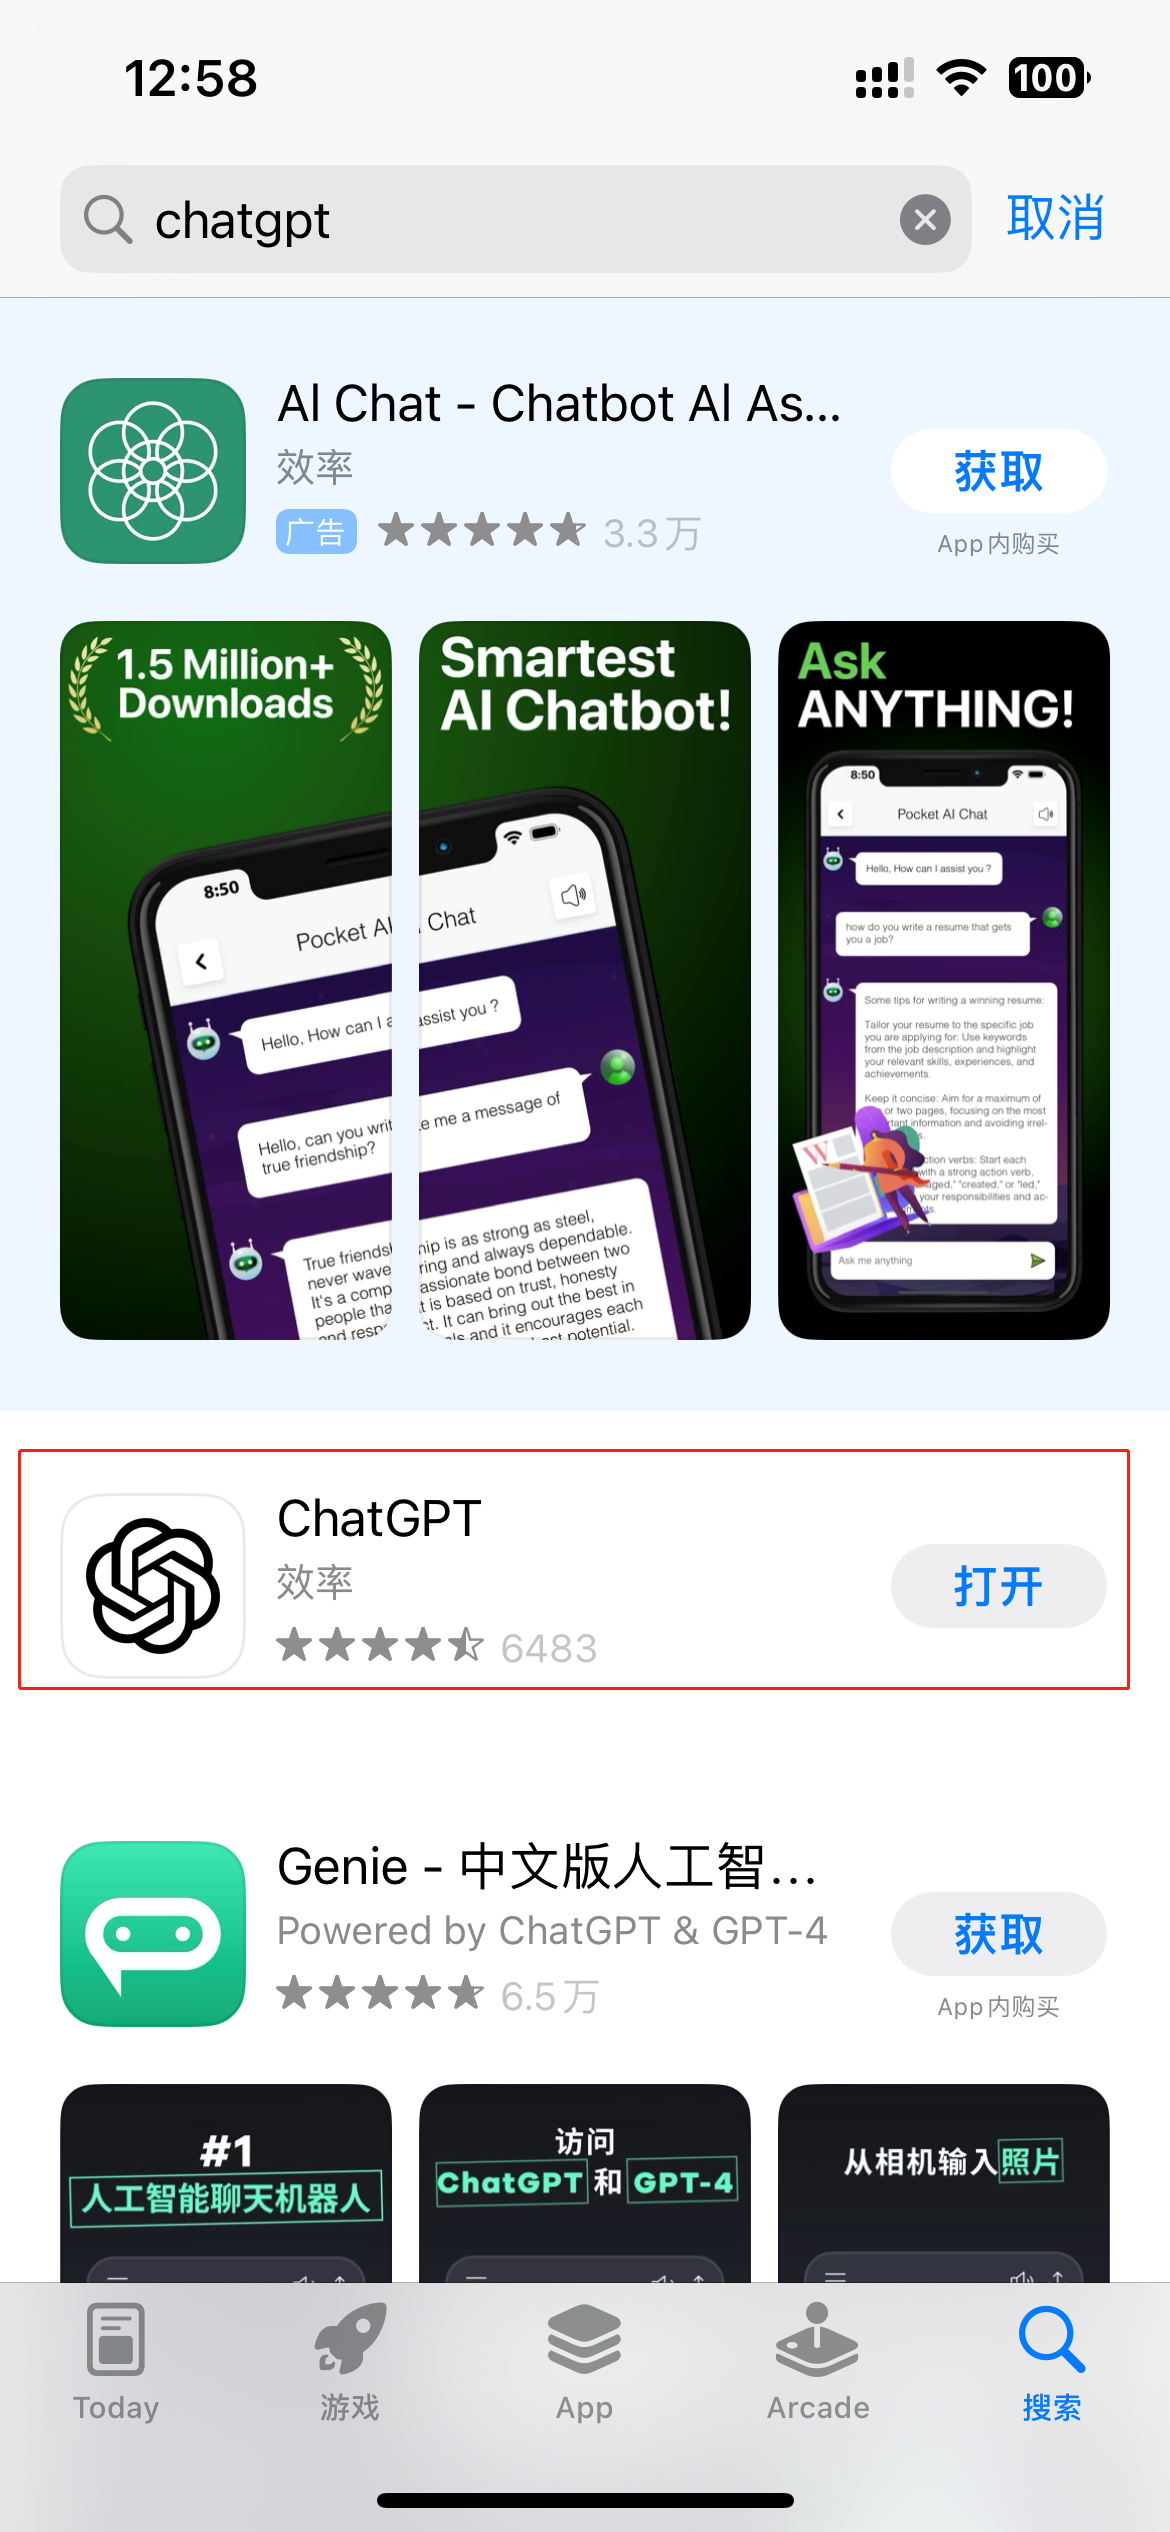 12:58
100
chatgpt
取消
AI Chat - Chatbot AI As...
效率
获取
广告
3.3万
App内购买
1.5 Million+
Downloads
8:50
Pocket AI
Hello, How can I a
Hello, can you writ
true friendship?
True friends
never wave
It's a comp
people tha
and resp
Smartest
AI Chatbot!
Chat
assist you ?
e me a message of
hip is as strong as steel,
ring and always dependable.
assionate bond between two
t is based on trust, honesty
ct. It can bring out the best in
ls and it encourages each
potential.
Ask
ANYTHING!
8:50
Pocket AI Chat
Hello, How can I assist you ?
how do you write a resume that gets
you a job?
Some tips for writing a winning resume:
Tailor your resume to the specific job
you are applying for: Use keywords
from the job description and highlight
your relevant skills, experiences, and
achievements.
Keep it concise: Aim for a maximum of
or two pages, focusing on the most
rtant information and avoiding irrel-
s.
ction verbs: Start each
with a strong action verb,
aged," "created," or "led,"
your responsibilities and ac-
nts.
W
Ask me anything
ChatGPT
效率
打开
6483
Genie - 中文版人工智...
Powered by ChatGPT & GPT-4
获取
6.5万
App内购买
#1
人工智能聊天机器人
访问
ChatGPT 和 GPT-4
从相机输入照片
Today
游戏
App
Arcade
搜索